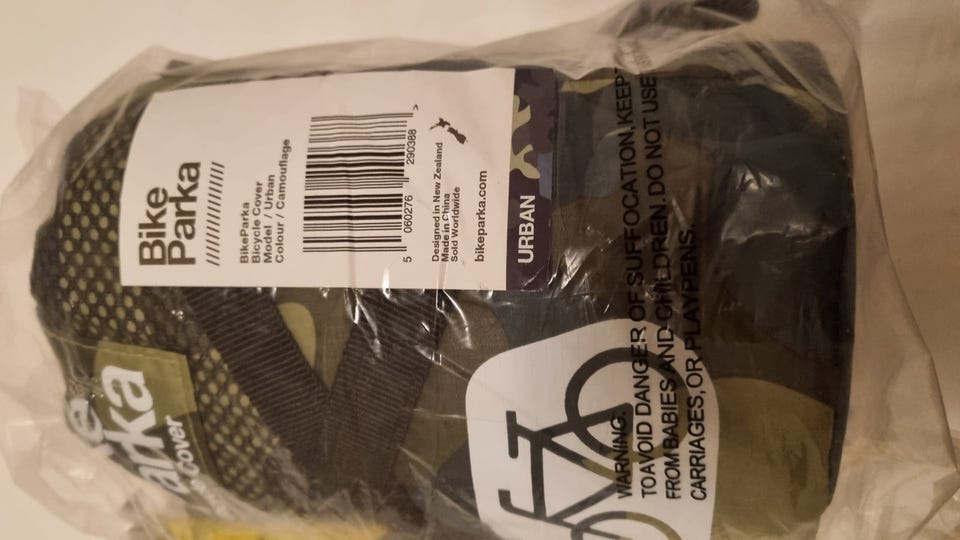 Bike
Parka
BikeParka
Bicycle Cover
Model / Urban
Colour / Camouflage
5 060276 290388 >
Designed in New Zealand
Made in China
Sold Worldwide
bikeparka.com
URBAN
arka
Cover
WARNING.
TO AVOID DANGER OF SUFFOCATION, KEEP
FROM BABIES AND CHILDREN. DO NOT USE
CARRIAGES, OR PLAYPENS.